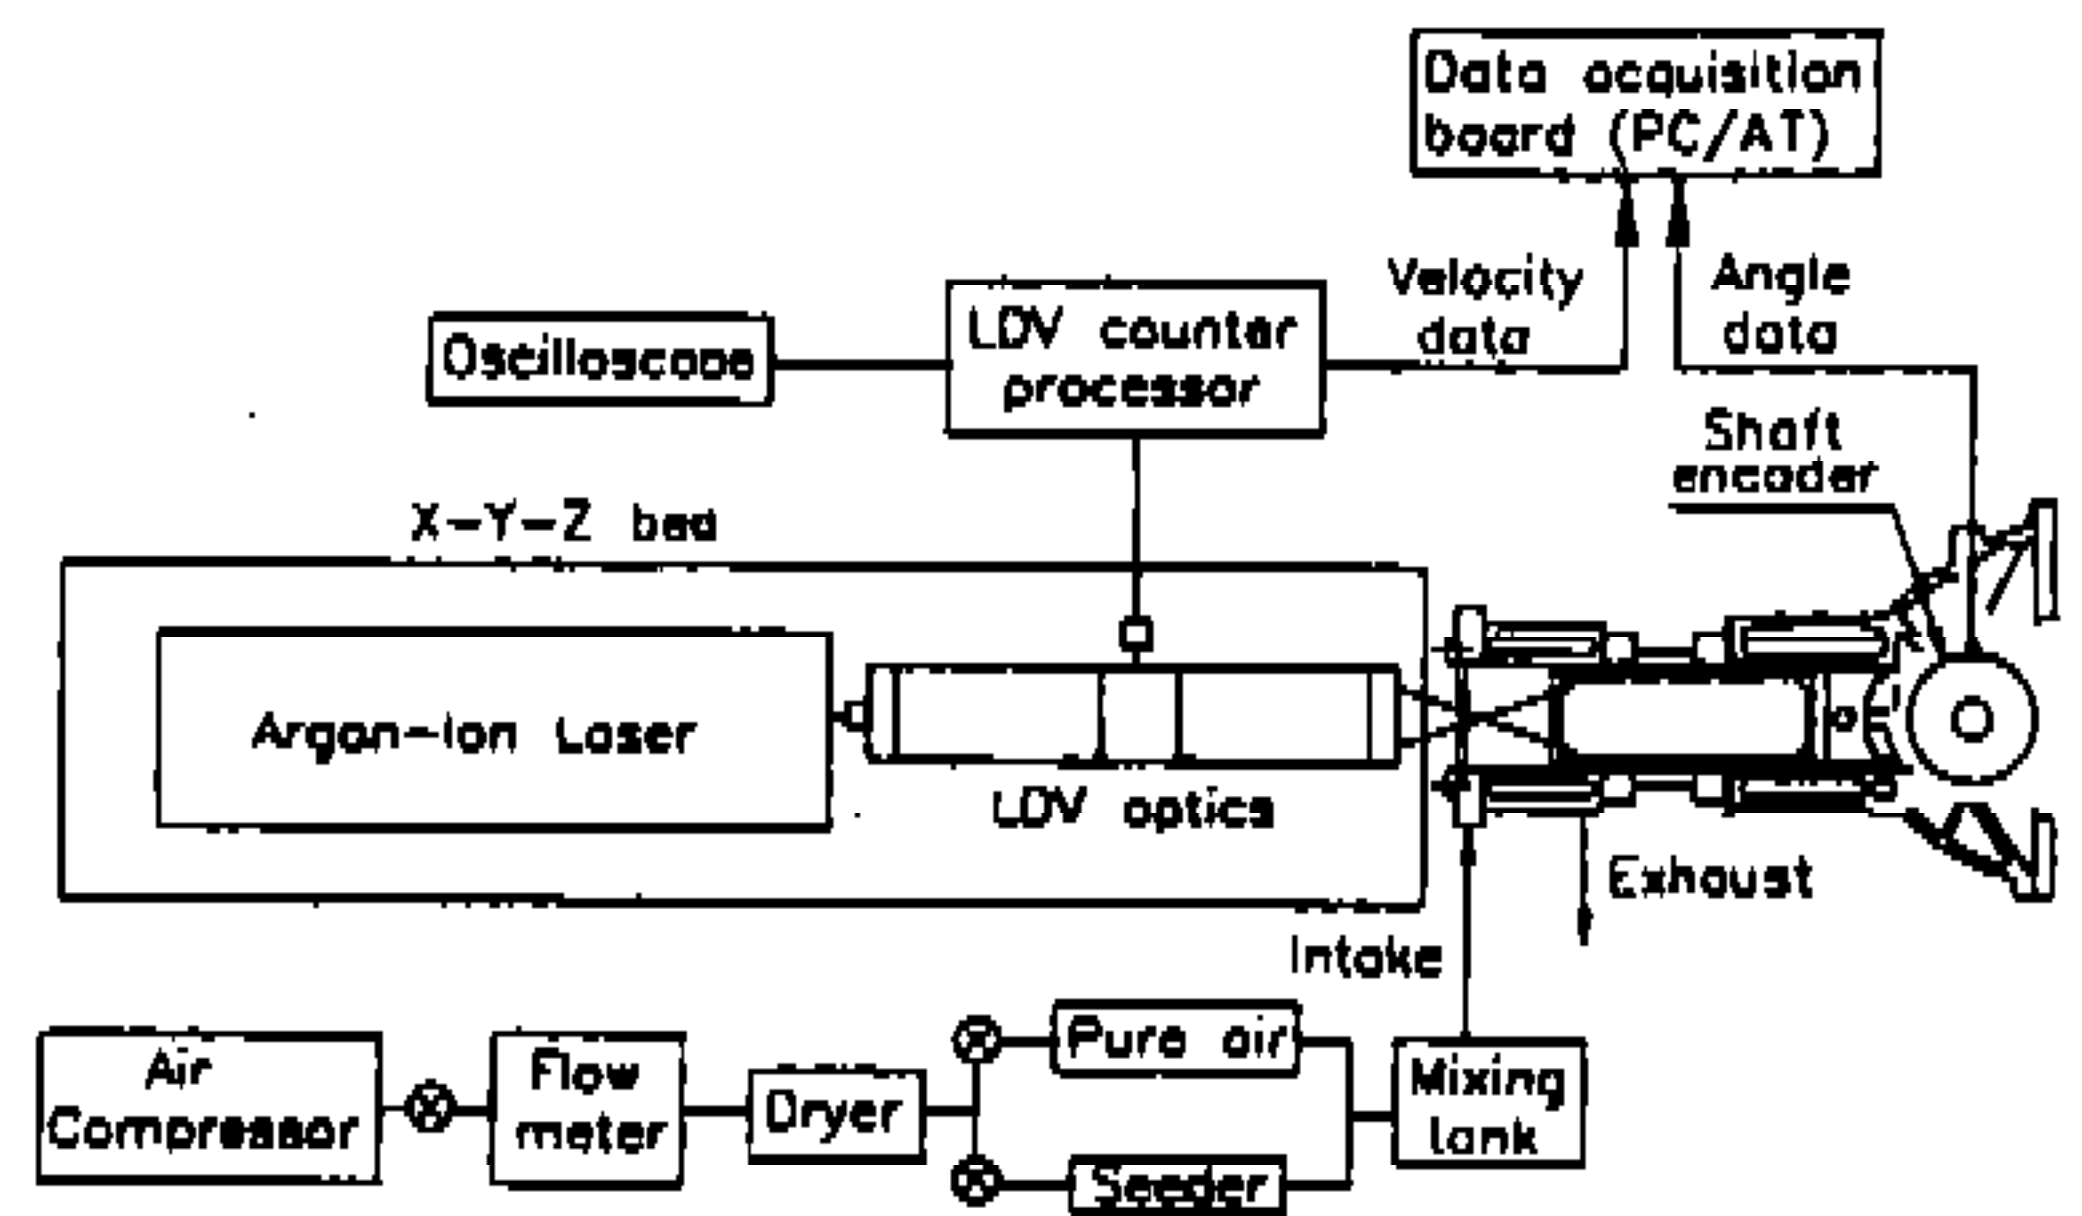 Data acquisition
board (PC/AT)
Velocity
data
Angle
data
Oscilloscope
LDV counter
processor
Shaft
encoder
X-Y-Z bed
Argon-Ion Laser
LDV optics
Exhaust
Intake
Air
Compressor
Flow
meter
Dryer
Pure air
Seeder
Mixing
tank